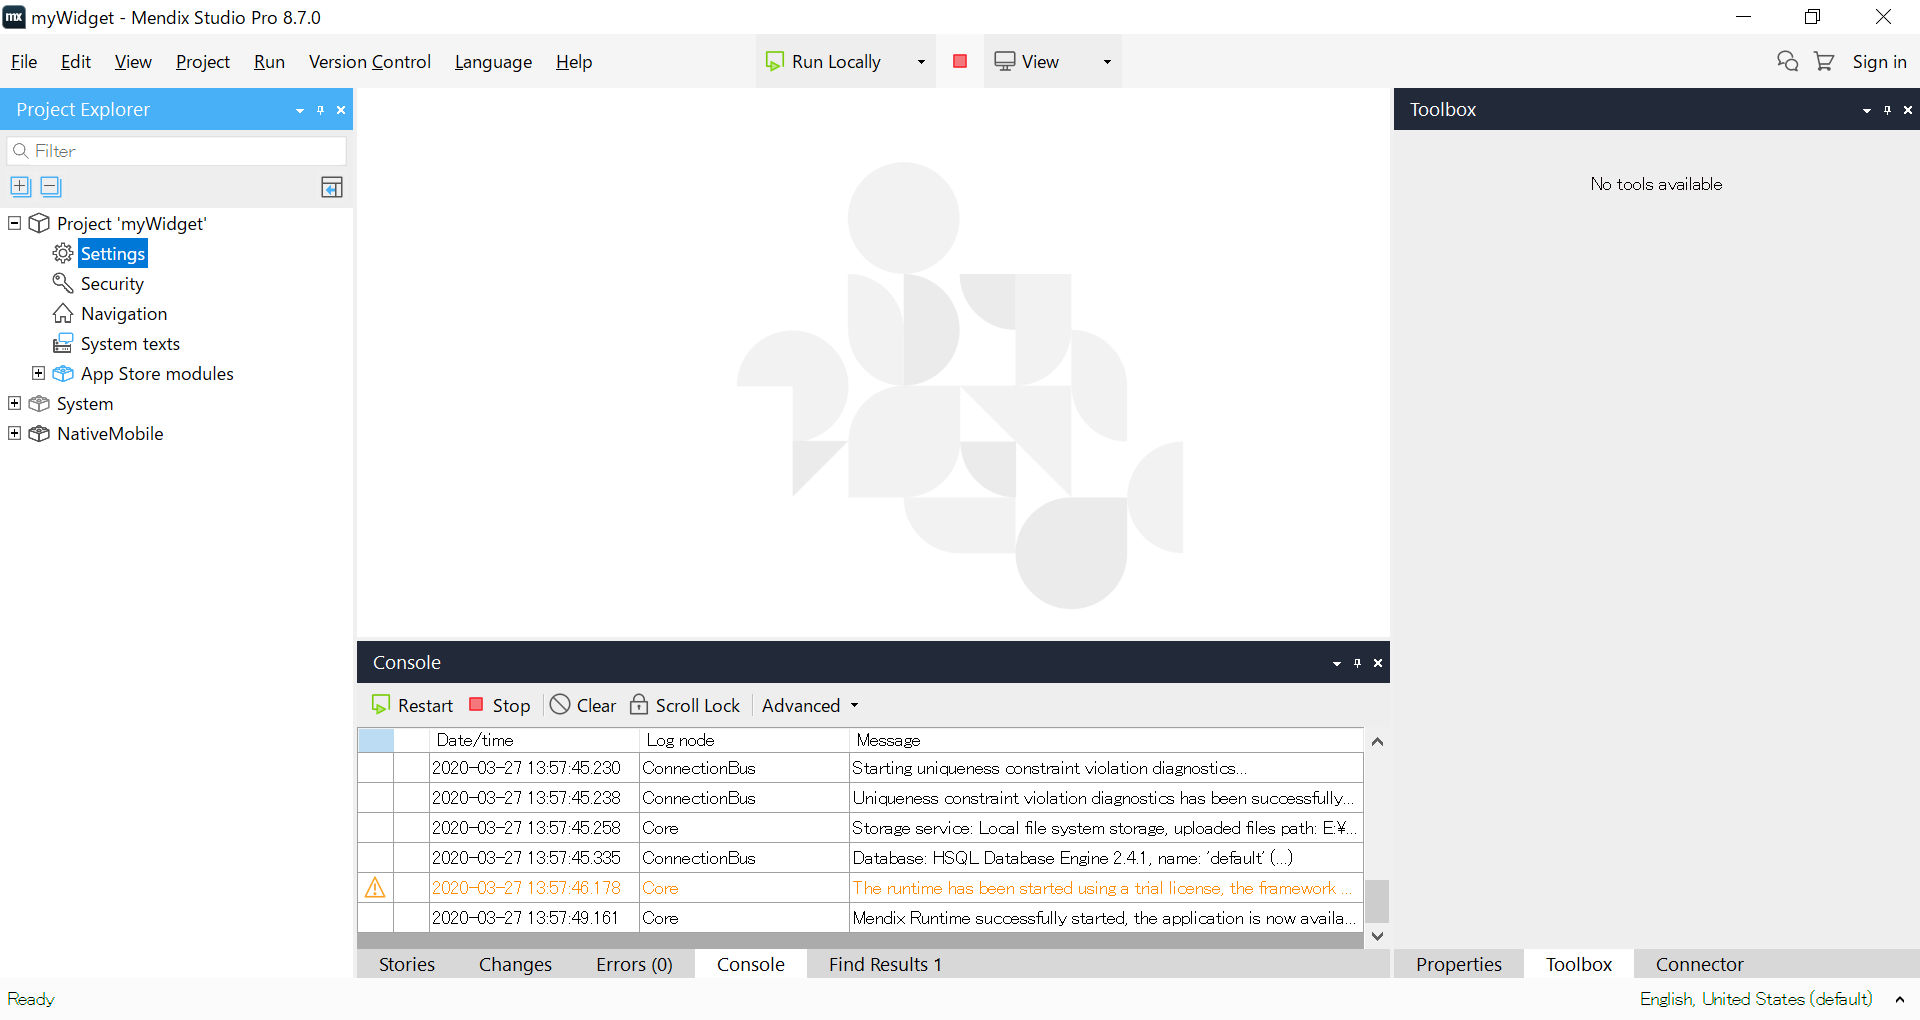 mx myWidget - Mendix Studio Pro 8.7.0
File Edit View Project Run Version Control Language Help Run Locally View Sign in
Project Explorer
Filter
Project 'myWidget'
Settings
Security
Navigation
System texts
App Store modules
System
NativeMobile
Toolbox
No tools available
Console
Restart Stop Clear Scroll Lock Advanced
Date/time Log node Message
2020-03-27 13:57:45.230 ConnectionBus Starting uniqueness constraint violation diagnostics...
2020-03-27 13:57:45.238 ConnectionBus Uniqueness constraint violation diagnostics has been successfully...
2020-03-27 13:57:45.258 Core Storage service: Local file system storage, uploaded files path: E:¥...
2020-03-27 13:57:45.335 ConnectionBus Database: HSQL Database Engine 2.4.1, name: 'default' (...)
2020-03-27 13:57:46.178 Core The runtime has been started using a trial license, the framework ...
2020-03-27 13:57:49.161 Core Mendix Runtime successfully started, the application is now availa...
Stories Changes Errors (0) Console Find Results 1
Properties Toolbox Connector
Ready English, United States (default)